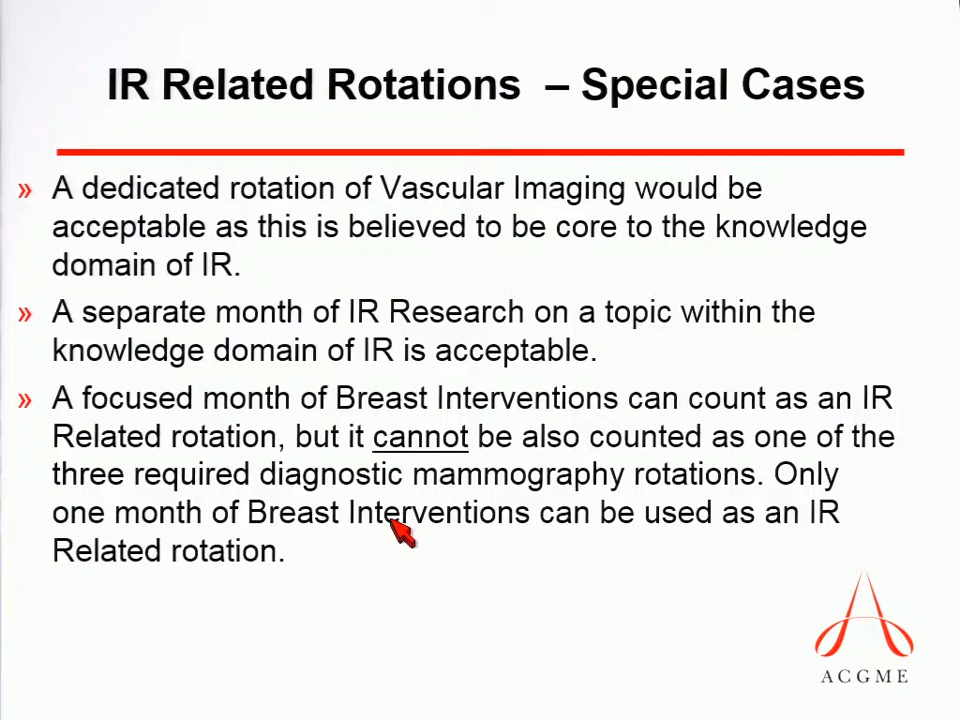 IR Related Rotations – Special Cases
» A dedicated rotation of Vascular Imaging would be
acceptable as this is believed to be core to the knowledge
domain of IR.
» A separate month of IR Research on a topic within the
knowledge domain of IR is acceptable.
» A focused month of Breast Interventions can count as an IR
Related rotation, but it cannot be also counted as one of the
three required diagnostic mammography rotations. Only
one month of Breast Interventions can be used as an IR
Related rotation.
ACGME